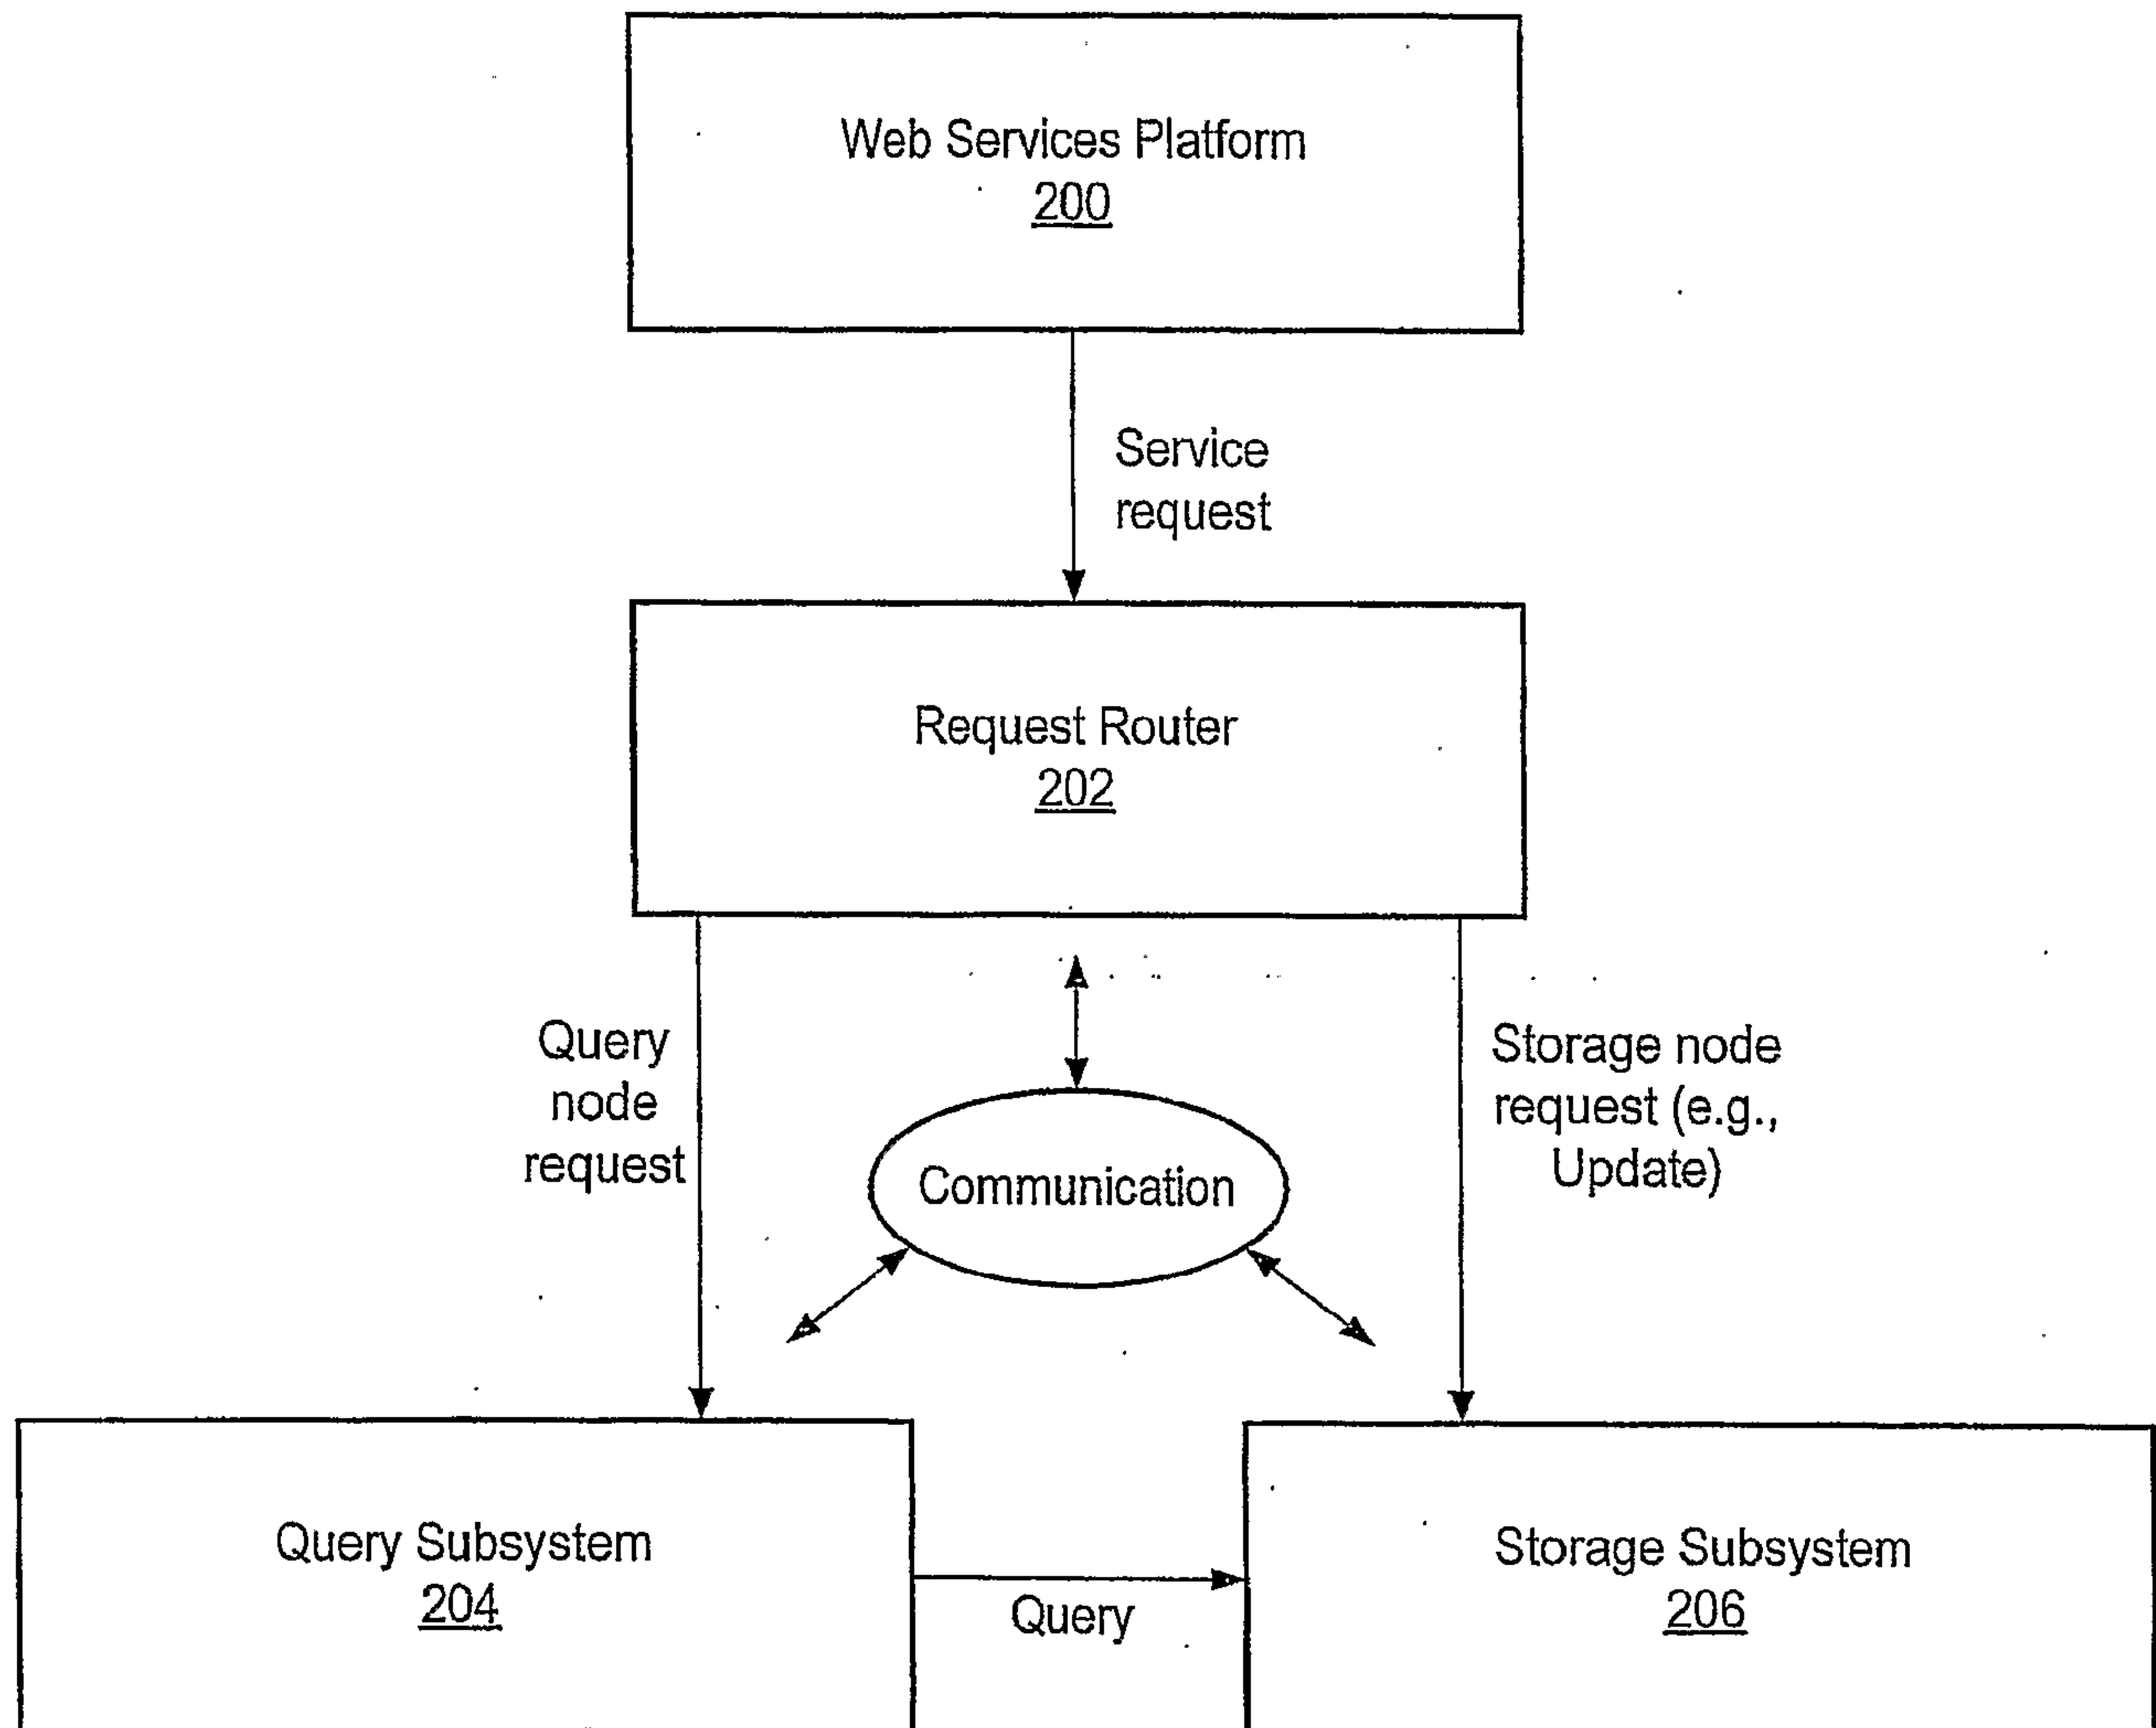 Web Services Platform
200
Service
request
Request Router
202
Query
node
request
Storage node
request (e.g.,
Update)
Communication
Query Subsystem
204
Query
Storage Subsystem
206